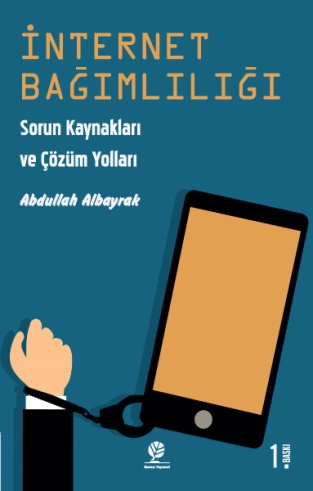 İNTERNET
BAĞIMLILIĞI
Sorun Kaynakları
ve Çözüm Yolları
Abdullah Albayrak
1. BASKI